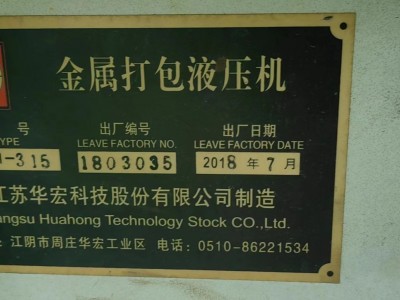 金属打包液压机
号 出厂编号 出厂日期
YPE LEAVE FACTORY NO. LEAVE FACTORY DATE
-315 1803035 2018 年 7 月
江苏华宏科技股份有限公司制造
angsu Huahong Technology Stock CO.,Ltd.
: 江阴市周庄华宏工业区 电话: 0510-86221534